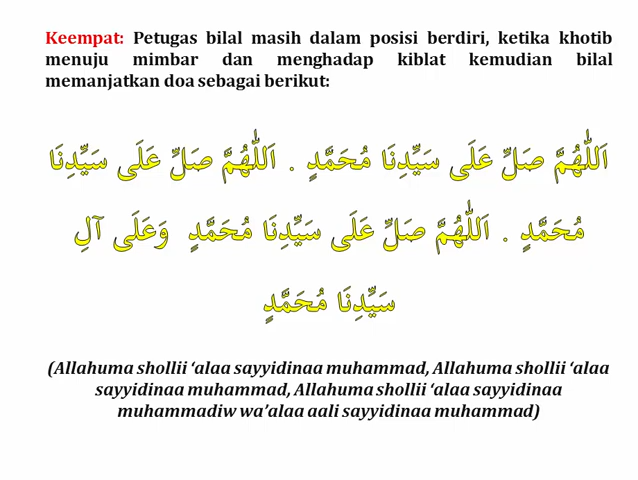 Keempat: Petugas bilal masih dalam posisi berdiri, ketika khotib
menuju mimbar dan menghadap kiblat kemudian bilal
memanjatkan doa sebagai berikut:
اَللّٰهُمَّ صَلِّ عَلَى سَيِّدِنَا مُحَمَّدٍ . اَللّٰهُمَّ صَلِّ عَلَى سَيِّدِنَا
مُحَمَّدٍ . اَللّٰهُمَّ صَلِّ عَلَى سَيِّدِنَا مُحَمَّدٍ وَعَلَى آلِ
سَيِّدِنَا مُحَمَّدٍ
(Allahuma shollii ‘alaa sayyidinaa muhammad, Allahuma shollii ‘alaa
sayyidinaa muhammad, Allahuma shollii ‘alaa sayyidinaa
muhammadiw wa’alaa aali sayyidinaa muhammad)